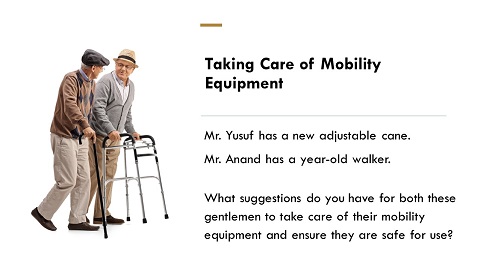 Taking Care of Mobility
Equipment
Mr. Yusuf has a new adjustable cane.
Mr. Anand has a year-old walker.
What suggestions do you have for both these
gentlemen to take care of their mobility
equipment and ensure they are safe for use?